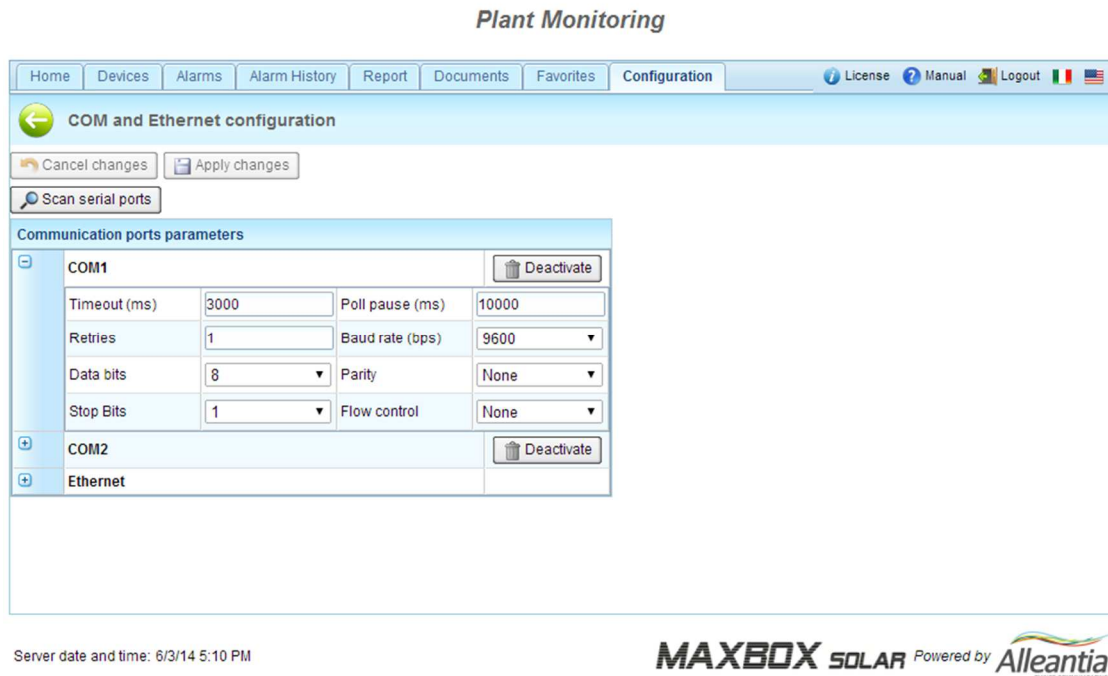 Plant Monitoring
Home Devices Alarms Alarm History Report Documents Favorites Configuration License Manual Logout
COM and Ethernet configuration
Cancel changes Apply changes
Scan serial ports
Communication ports parameters
COM1 Deactivate
Timeout (ms) 3000 Poll pause (ms) 10000
Retries 1 Baud rate (bps) 9600
Data bits 8 Parity None
Stop Bits 1 Flow control None
COM2 Deactivate
Ethernet
Server date and time: 6/3/14 5:10 PM
MAXBOX SOLAR Powered by Alleantia